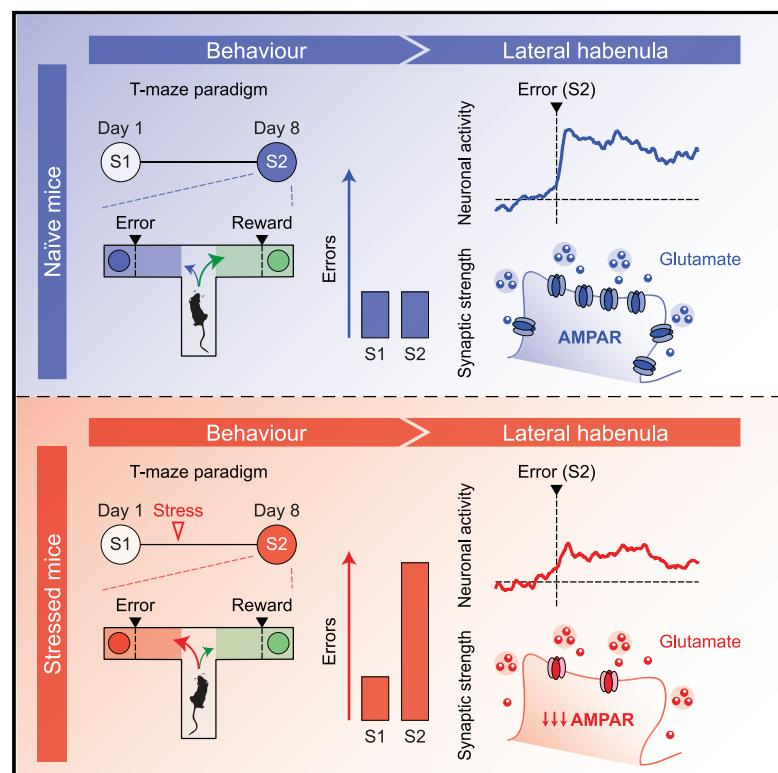 Behaviour
Lateral habenula
Naïve mice
T-maze paradigm
Day 1
Day 8
S1
S2
Error
Reward
Errors
S1
S2
Error (S2)
Neuronal activity
Synaptic strength
Glutamate
AMPAR
Behaviour
Lateral habenula
Stressed mice
T-maze paradigm
Day 1
Stress
Day 8
S1
S2
Error
Reward
Errors
S1
S2
Error (S2)
Neuronal activity
Synaptic strength
Glutamate
↓↓↓ AMPAR